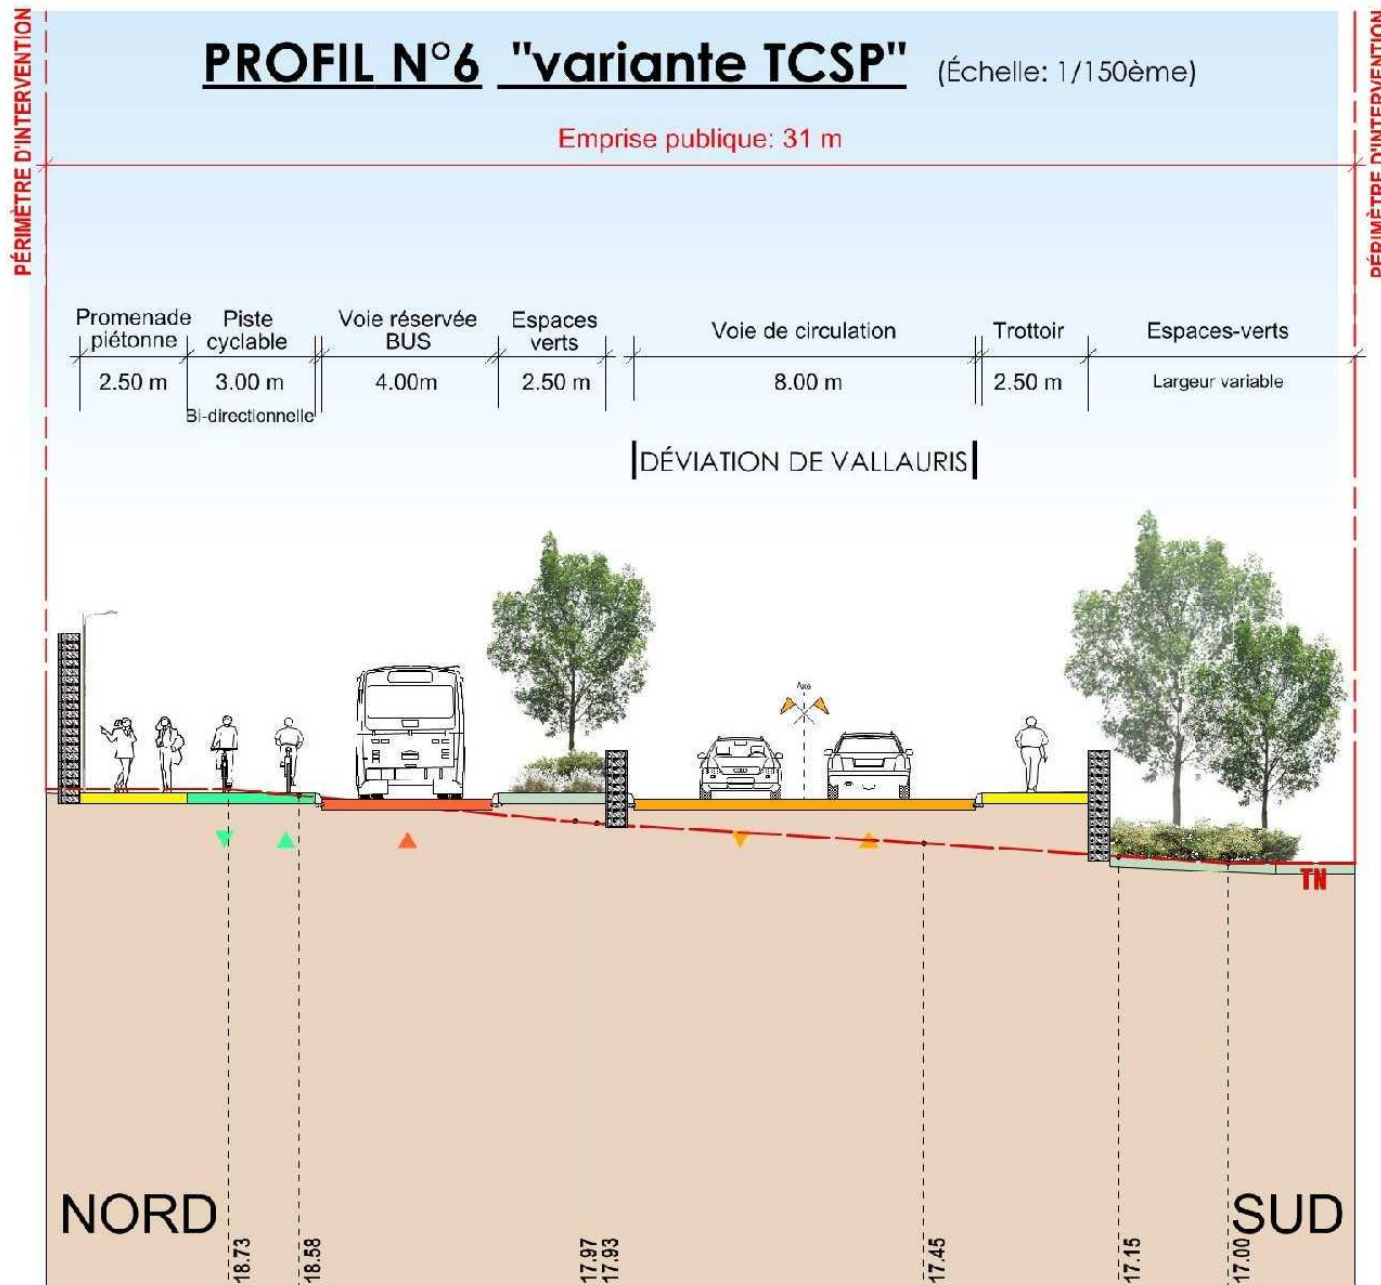 PÉRIMÈTRE D'INTERVENTION
PROFIL N°6 "variante TCSP" (Échelle: 1/150ème)
PÉRIMÈTRE D'INTERVENTION
Emprise publique: 31 m
Promenade
piétonne
Piste
cyclable
Voie réservée
BUS
Espaces
verts
Voie de circulation
Trottoir
Espaces-verts
2.50 m
3.00 m
4.00m
2.50 m
8.00 m
2.50 m
Largeur variable
Bi-directionnelle
DÉVIATION DE VALLAURIS
Axe
TN
NORD
SUD
18.73
18.58
17.97
17.93
17.45
17.15
17.00